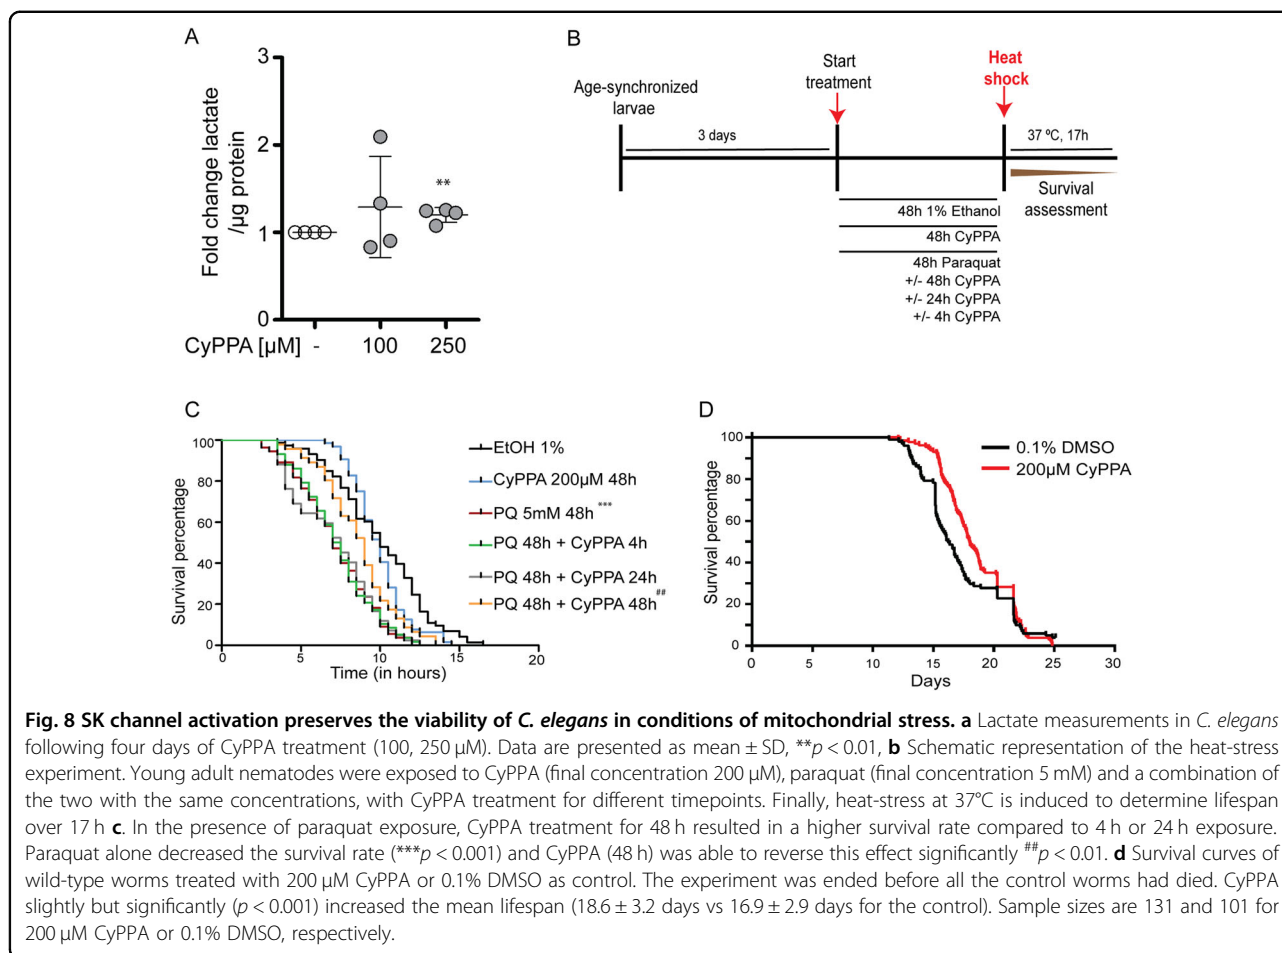 A
3
2
1
0
Fold change lactate
/µg protein
**
CyPPA [µM] - 100 250
B
Age-synchronized
larvae
3 days
Start
treatment
Heat
shock
37 ºC, 17h
Survival
assessment
48h 1% Ethanol
48h CyPPA
48h Paraquat
+/- 48h CyPPA
+/- 24h CyPPA
+/- 4h CyPPA
C
Survival percentage
100
80
60
40
20
0
0 5 10 15 20
Time (in hours)
EtOH 1%
CyPPA 200µM 48h
PQ 5mM 48h ***
PQ 48h + CyPPA 4h
PQ 48h + CyPPA 24h
PQ 48h + CyPPA 48h ##
D
Survival percentage
100
90
80
70
60
50
40
30
20
10
0
0 5 10 15 20 25 30
Days
0.1% DMSO
200µM CyPPA
Fig. 8 SK channel activation preserves the viability of C. elegans in conditions of mitochondrial stress. a Lactate measurements in C. elegans
following four days of CyPPA treatment (100, 250 µM). Data are presented as mean ± SD, **p < 0.01, b Schematic representation of the heat-stress
experiment. Young adult nematodes were exposed to CyPPA (final concentration 200 µM), paraquat (final concentration 5 mM) and a combination of
the two with the same concentrations, with CyPPA treatment for different timepoints. Finally, heat-stress at 37°C is induced to determine lifespan
over 17 h c. In the presence of paraquat exposure, CyPPA treatment for 48 h resulted in a higher survival rate compared to 4 h or 24 h exposure.
Paraquat alone decreased the survival rate (***p < 0.001) and CyPPA (48 h) was able to reverse this effect significantly ##p < 0.01. d Survival curves of
wild-type worms treated with 200 µM CyPPA or 0.1% DMSO as control. The experiment was ended before all the control worms had died. CyPPA
slightly but significantly (p < 0.001) increased the mean lifespan (18.6 ± 3.2 days vs 16.9 ± 2.9 days for the control). Sample sizes are 131 and 101 for
200 µM CyPPA or 0.1% DMSO, respectively.